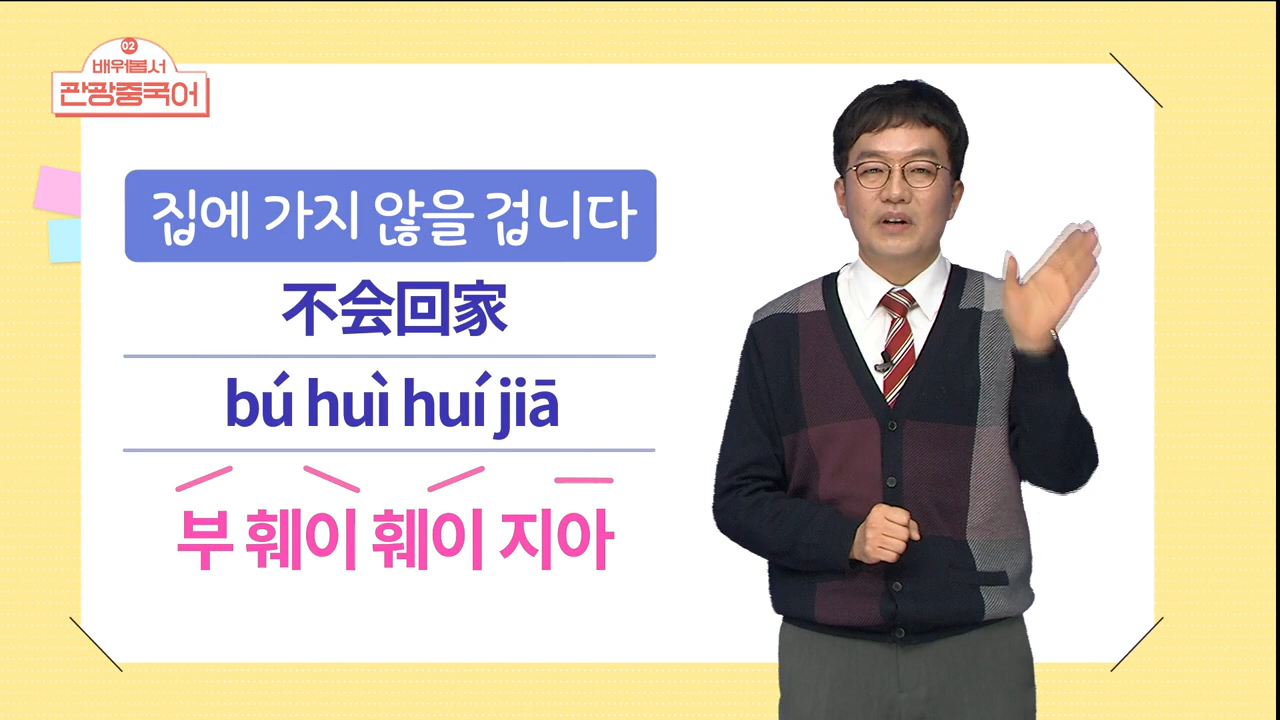 02
배워봅서
관광중국어
집에 가지 않을 겁니다
不会回家
bú huì huí jiā
부 훼이 훼이 지아